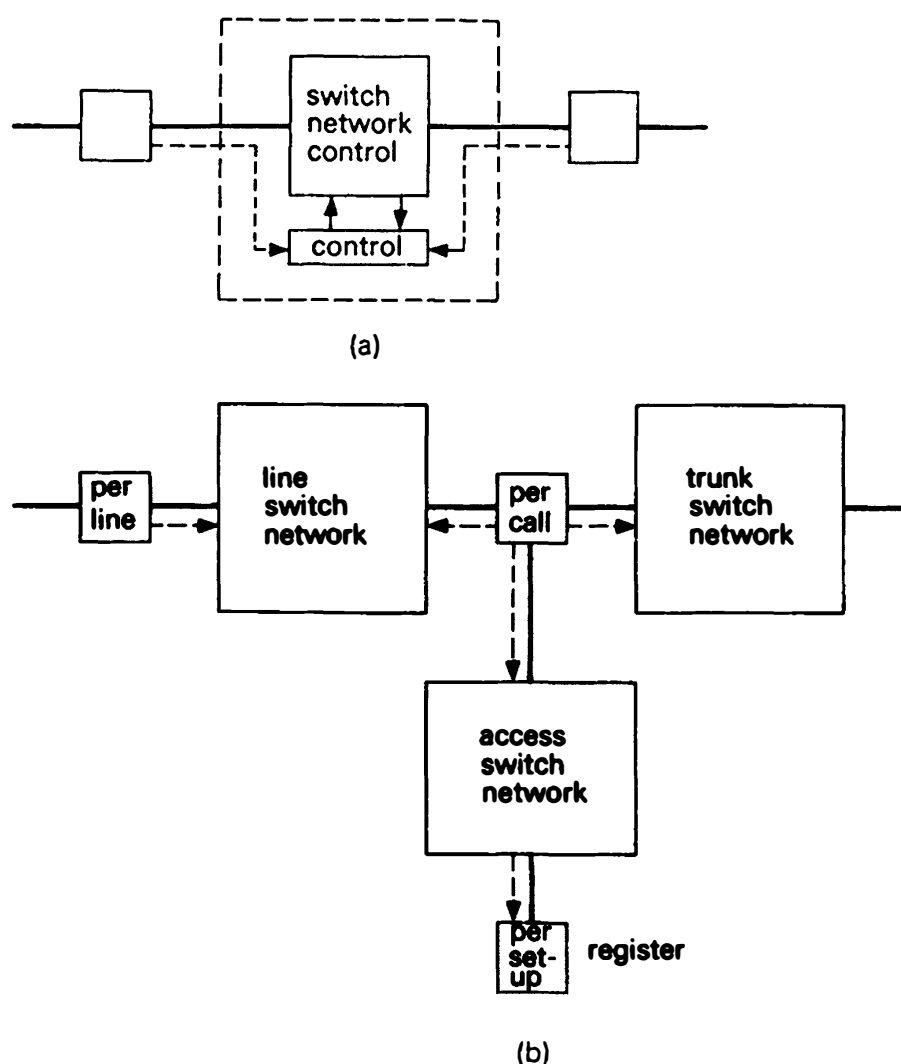 switch
network
control
control
(a)
per
line
line
switch
network
per
call
trunk
switch
network
access
switch
network
per
set-
up
register
(b)